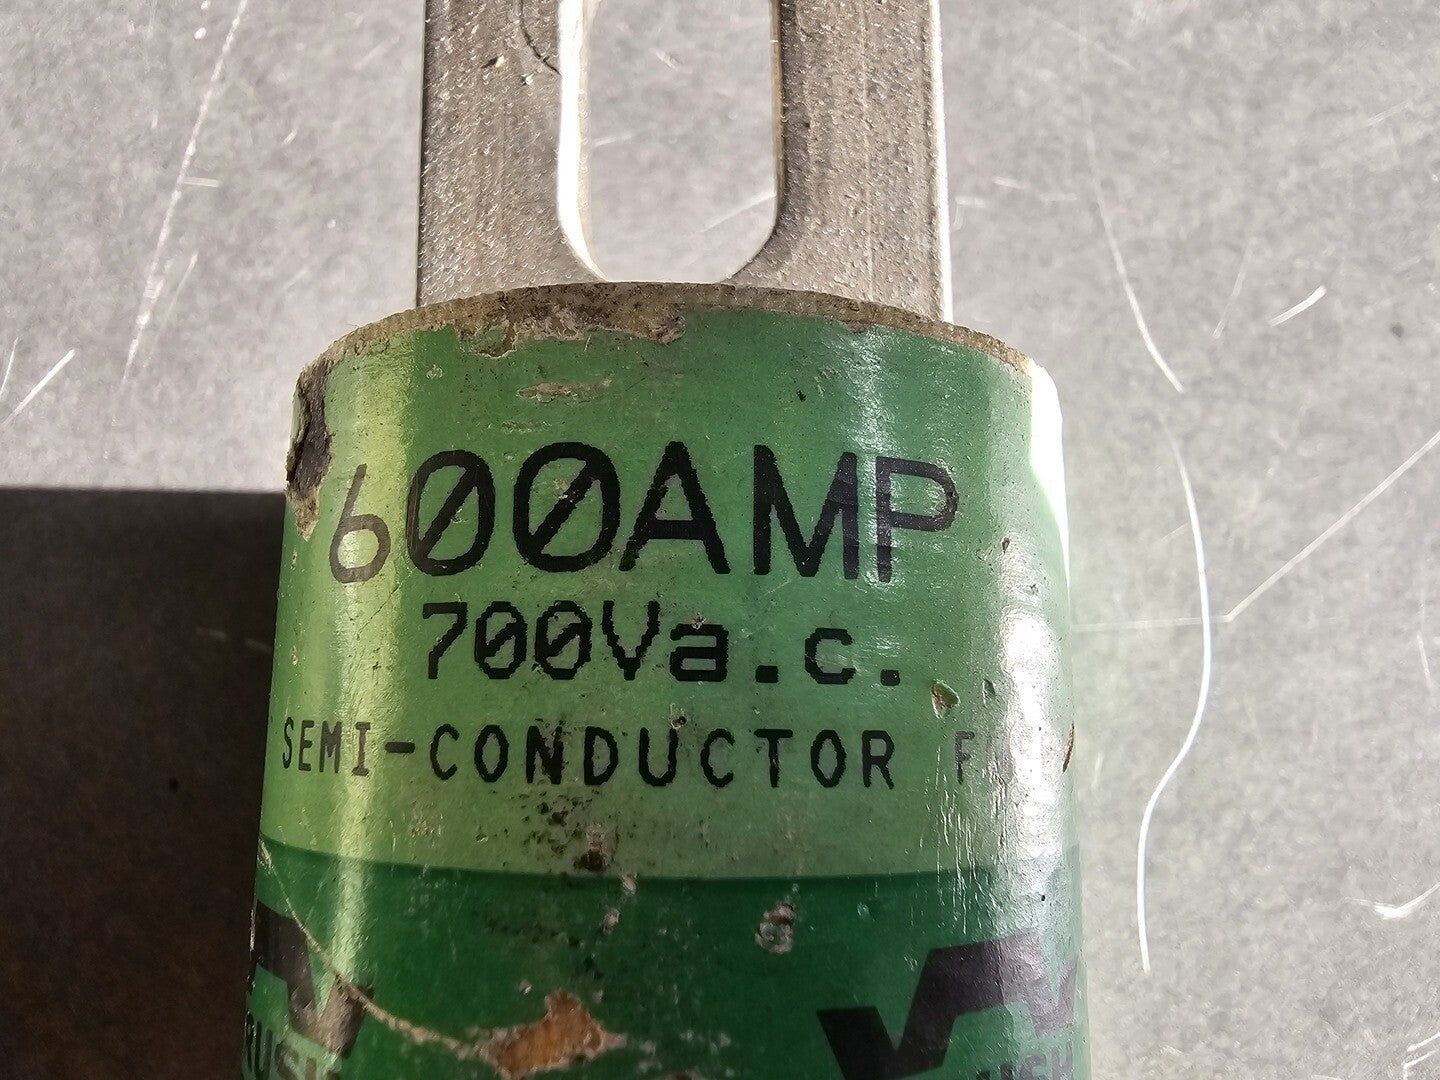 600AMP
700Va.c.
SEMI-CONDUCTOR